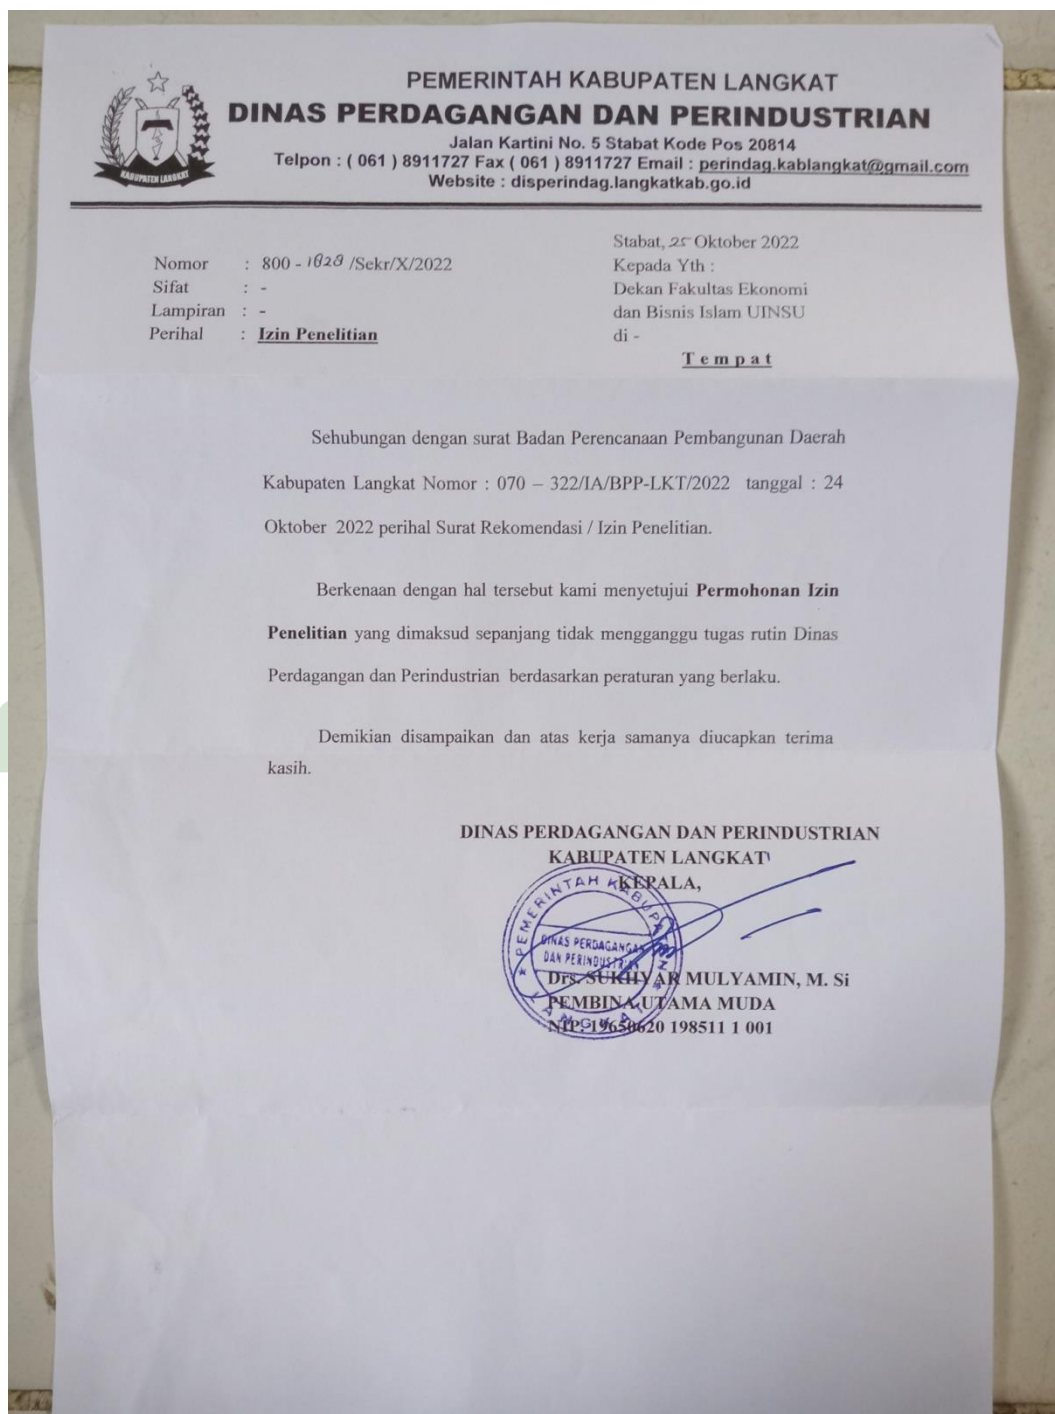 PEMERINTAH KABUPATEN LANGKAT
DINAS PERDAGANGAN DAN PERINDUSTRIAN
Jalan Kartini No. 5 Stabat Kode Pos 20814
Telpon : ( 061 ) 8911727 Fax ( 061 ) 8911727 Email : perindag.kablangkat@gmail.com
Website : disperindag.langkatkab.go.id
KABUPATEN LANGKAT
Stabat, 25 Oktober 2022
Kepada Yth :
Dekan Fakultas Ekonomi
dan Bisnis Islam UINSU
di -
T e m p a t
Nomor : 800 - /Sekr/X/2022
Sifat : -
Lampiran : -
Perihal : Izin Penelitian
Sehubungan dengan surat Badan Perencanaan Pembangunan Daerah
Kabupaten Langkat Nomor : 070 – 322/IA/BPP-LKT/2022 tanggal : 24
Oktober 2022 perihal Surat Rekomendasi / Izin Penelitian.
Berkenaan dengan hal tersebut kami menyetujui Permohonan Izin
Penelitian yang dimaksud sepanjang tidak mengganggu tugas rutin Dinas
Perdagangan dan Perindustrian berdasarkan peraturan yang berlaku.
Demikian disampaikan dan atas kerja samanya diucapkan terima
kasih.
DINAS PERDAGANGAN DAN PERINDUSTRIAN
KABUPATEN LANGKAT
KEPALA,
PEMERINTAH KABUPATEN
DINAS PERDAGANGAN
DAN PERINDUSTRIAN
LANGKAT
Drs. SUKHYAR MULYAMIN, M. Si
PEMBINA UTAMA MUDA
NIP. 19650620 198511 1 001